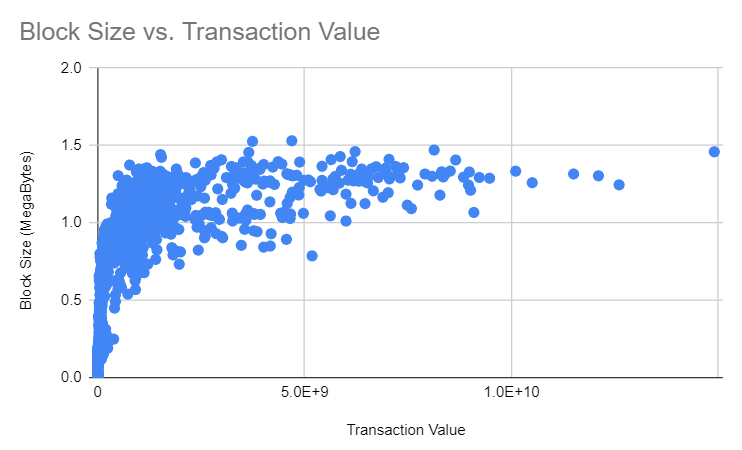 Block Size vs. Transaction Value
2.0
1.5
1.0
0.5
0.0
Block Size (MegaBytes)
0
5.0E+9
1.0E+10
Transaction Value